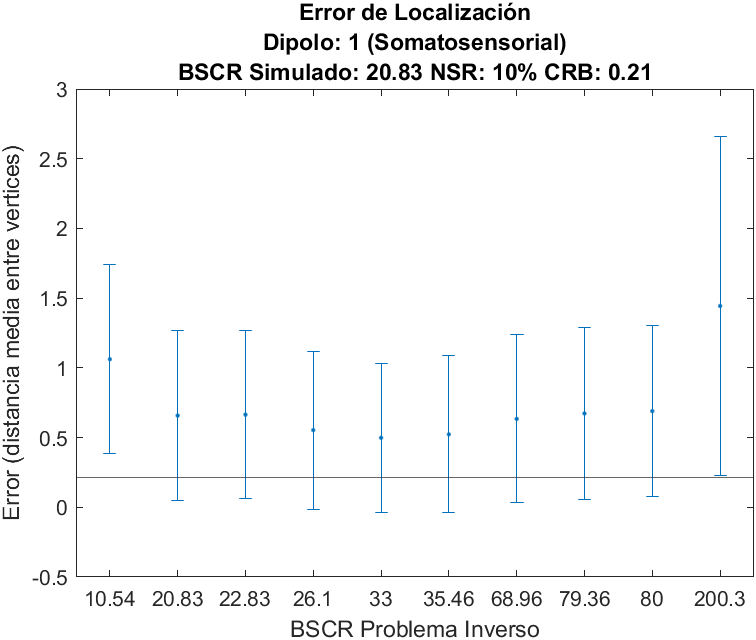 Error de Localización
Dipolo: 1 (Somatosensorial)
BSCR Simulado: 20.83 NSR: 10% CRB: 0.21
Error (distancia media entre vertices)
3
2.5
2
1.5
1
0.5
0
-0.5
10.54 20.83 22.83 26.1 33 35.46 68.96 79.36 80 200.3
BSCR Problema Inverso